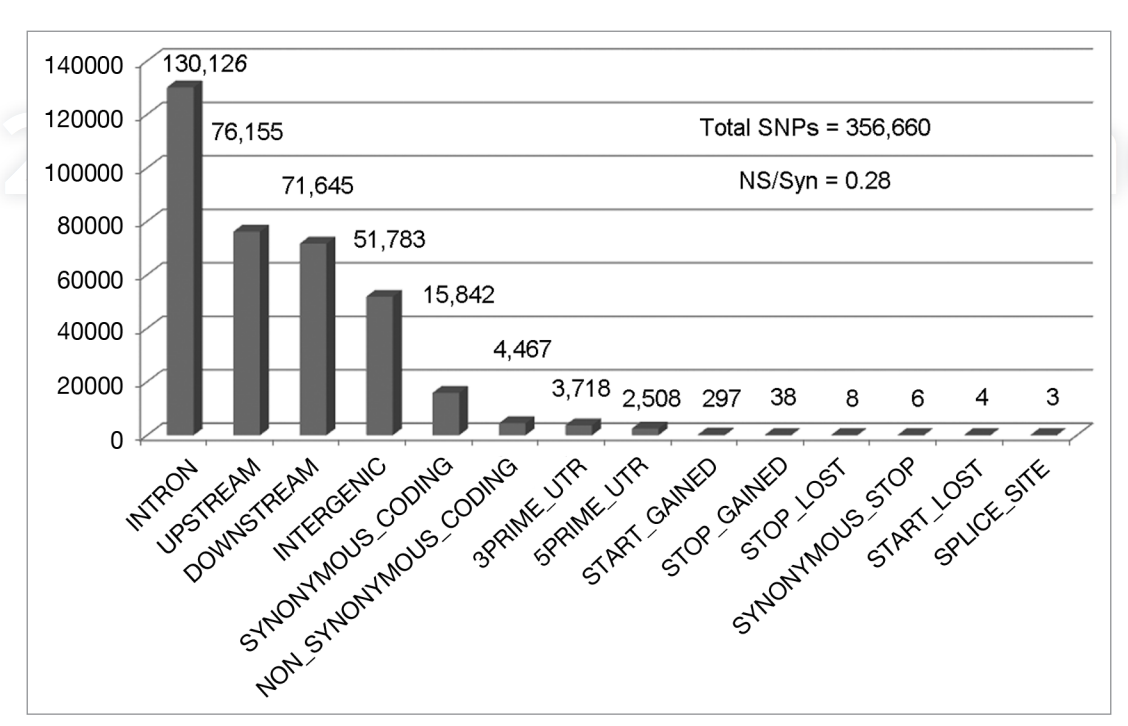 140000
120000
100000
80000
60000
40000
20000
0
130,126
76,155
71,645
51,783
15,842
4,467
3,718
2,508
297
38
8
6
4
3
Total SNPs = 356,660
NS/Syn = 0.28
INTRON
UPSTREAM
DOWNSTREAM
INTERGENIC
SYNONYMOUS_CODING
NON_SYNONYMOUS_CODING
3PRIME_UTR
5PRIME_UTR
START_GAINED
STOP_GAINED
STOP_LOST
SYNONYMOUS_STOP
START_LOST
SPLICE_SITE